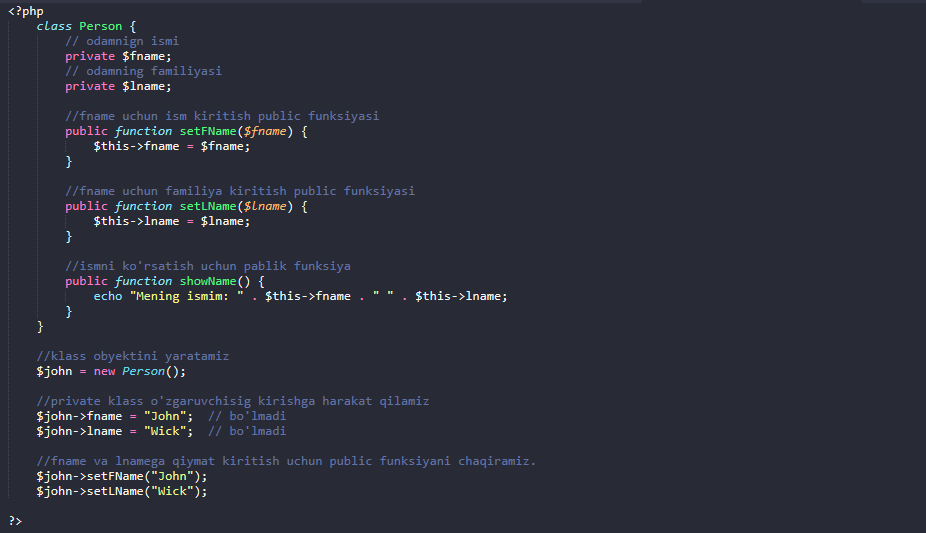 <?php
class Person {
// odamnign ismi
private $fname;
// odamning familiyasi
private $lname;
//fname uchun ism kiritish public funksiyasi
public function setFName($fname) {
$this->fname = $fname;
}
//fname uchun familiya kiritish public funksiyasi
public function setLName($lname) {
$this->lname = $lname;
}
//ismni ko'rsatish uchun pablik funksiya
public function showName() {
echo "Mening ismim: " . $this->fname . " " . $this->lname;
}
}
//klass obyektini yaratamiz
$john = new Person();
//private klass o'zgaruvchisig kirishga harakat qilamiz
$john->fname = "John";  // bo'lmadi
$john->lname = "Wick";  // bo'lmadi
//fname va lnamega qiymat kiritish uchun public funksiyani chaqiramiz.
$john->setFName("John");
$john->setLName("Wick");
?>